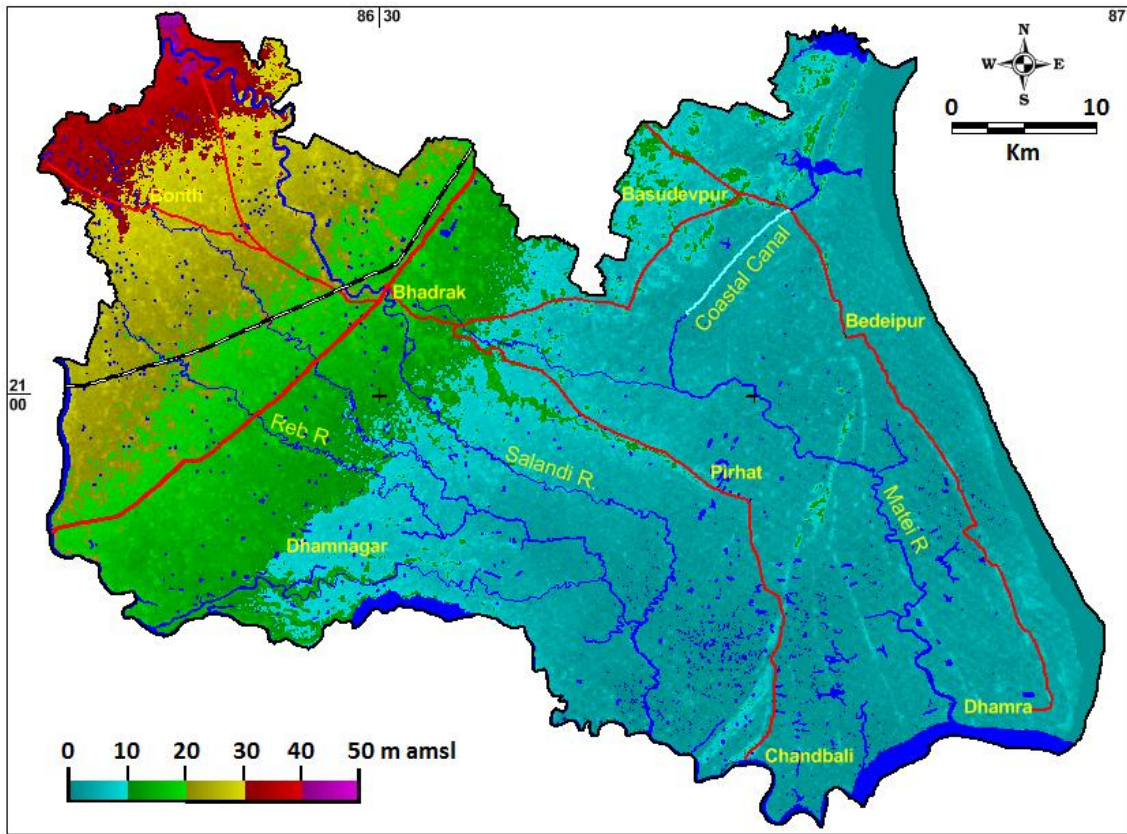 86 30
87
N
W E
S
0 10
Km
Bonth
Basudevpur
Coastal Canal
Bhadrak
Bedeipur
21
00
Reb R
Salandi R.
Pirhat
Matei R
Dhamnagar
Dhamra
Chandbali
0 10 20 30 40 50 m amsl